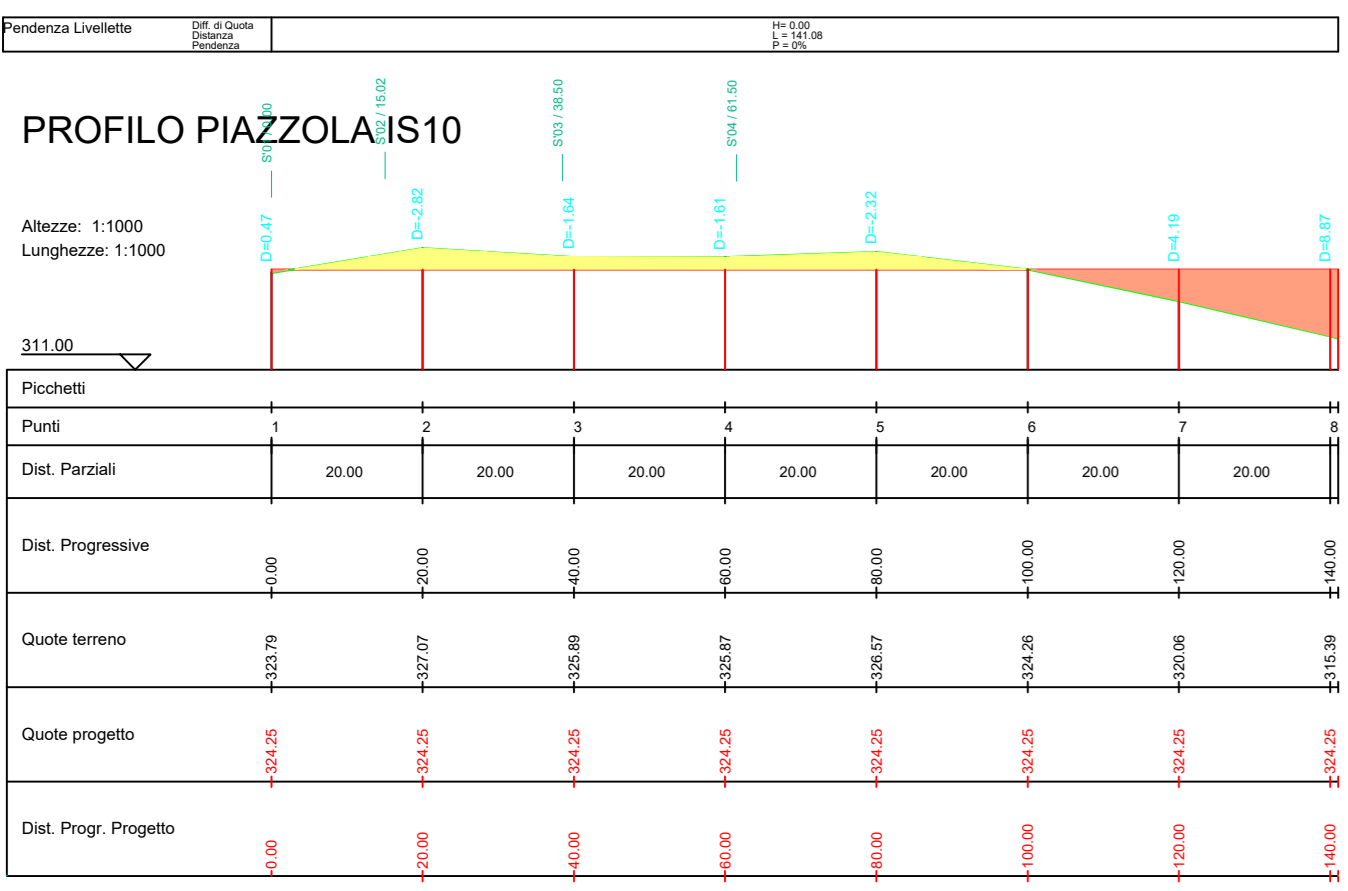 Pendenza Livellette
Diff. di Quota
Distanza
Pendenza
H= 0.00
L = 141.08
P = 0%
S'01 / 0.00
S'02 / 15.02
S'03 / 38.50
S'04 / 61.50
PROFILO PIAZZOLA IS10
Altezze: 1:1000
Lunghezze: 1:1000
D=0.47
D=-2.82
D=-1.64
D=-1.61
D=-2.32
D=4.19
D=8.87
311.00
Picchetti
Punti
1 2 3 4 5 6 7 8
Dist. Parziali
20.00 20.00 20.00 20.00 20.00 20.00 20.00
Dist. Progressive
0.00 20.00 40.00 60.00 80.00 100.00 120.00 140.00
Quote terreno
323.79 327.07 325.89 325.87 326.57 324.26 320.06 315.39
Quote progetto
324.25 324.25 324.25 324.25 324.25 324.25 324.25 324.25
Dist. Progr. Progetto
0.00 20.00 40.00 60.00 80.00 100.00 120.00 140.00